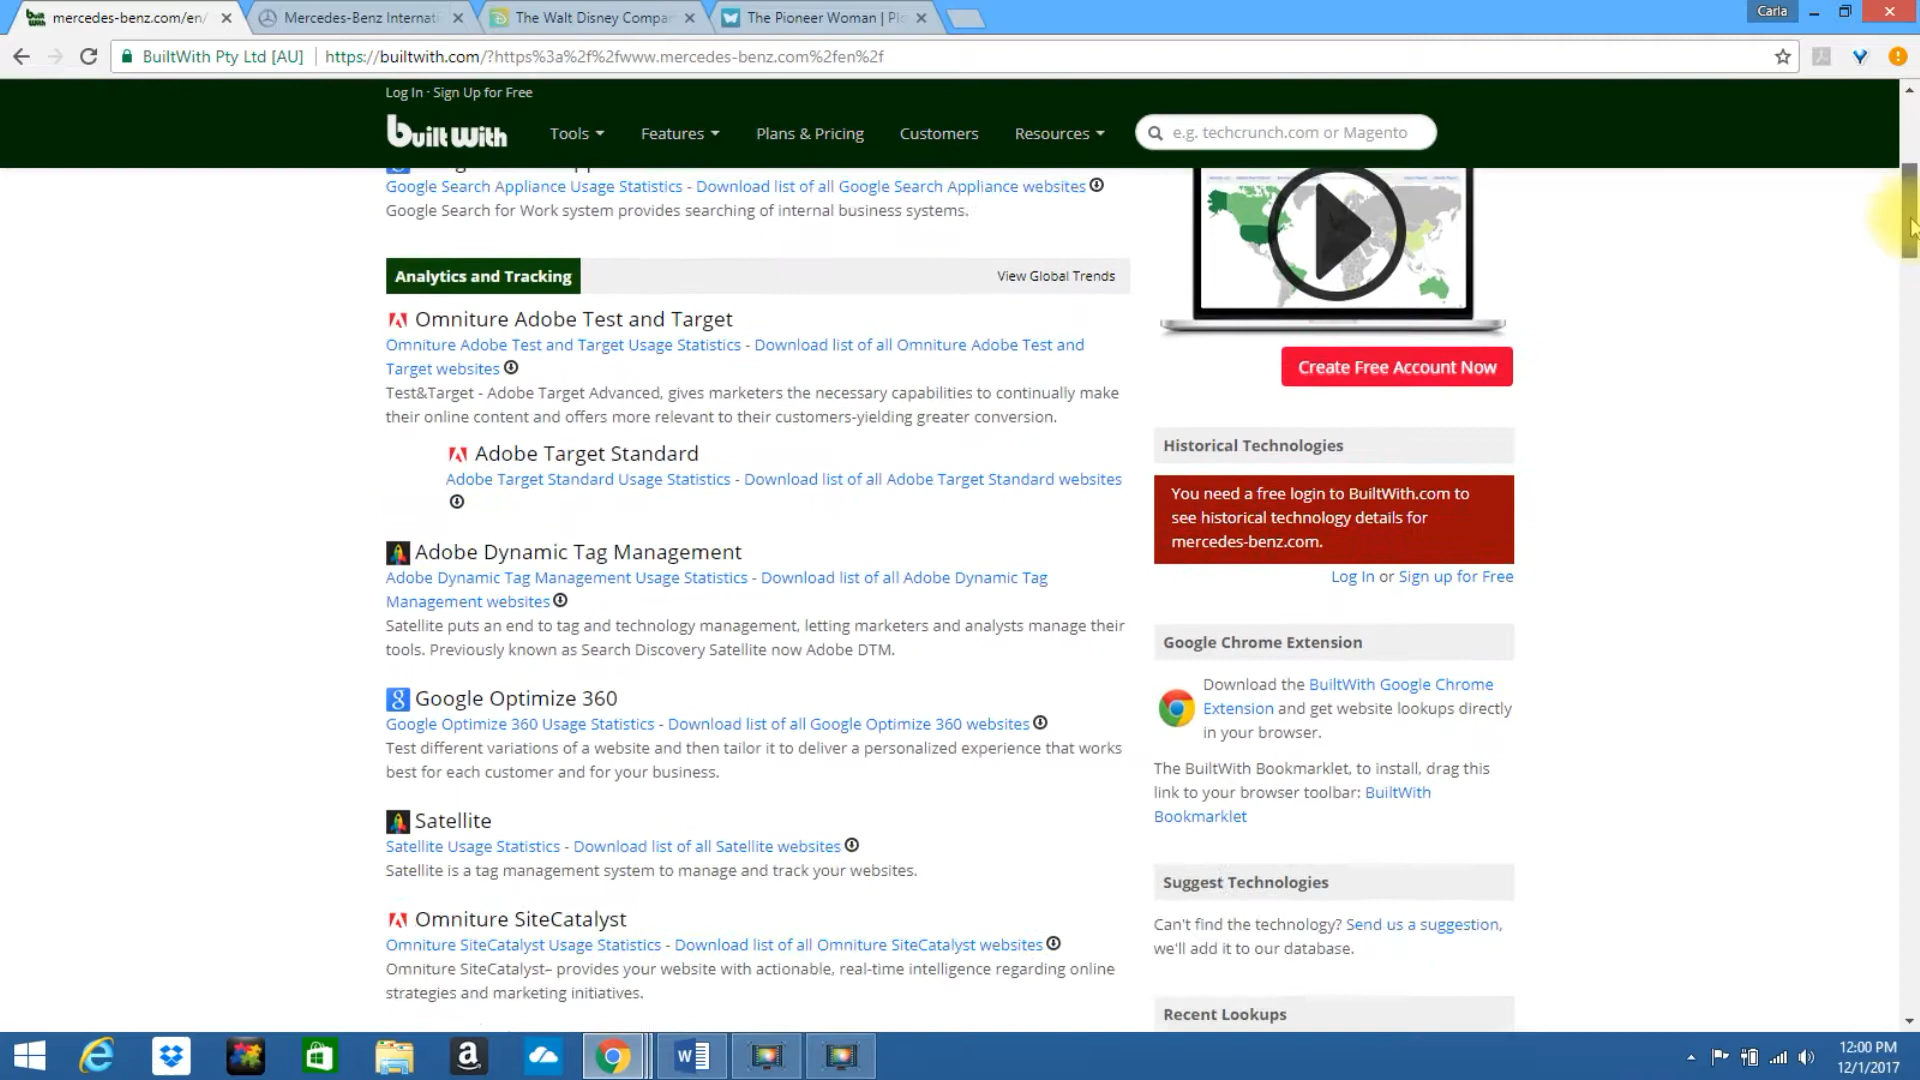 mercedes-benz.com/en/
Mercedes-Benz Internati
The Walt Disney Compan
The Pioneer Woman | Pi
Carla
BuiltWith Pty Ltd [AU]
https://builtwith.com/?https%3a%2f%2fwww.mercedes-benz.com%2fen%2f
Log In · Sign Up for Free
built with
Tools
Features
Plans & Pricing
Customers
Resources
e.g. techcrunch.com or Magento
Google Search Appliance Usage Statistics - Download list of all Google Search Appliance websites
Google Search for Work system provides searching of internal business systems.
Analytics and Tracking
View Global Trends
Omniture Adobe Test and Target
Omniture Adobe Test and Target Usage Statistics - Download list of all Omniture Adobe Test and
Target websites
Test&Target - Adobe Target Advanced, gives marketers the necessary capabilities to continually make
their online content and offers more relevant to their customers-yielding greater conversion.
Adobe Target Standard
Adobe Target Standard Usage Statistics - Download list of all Adobe Target Standard websites
Adobe Dynamic Tag Management
Adobe Dynamic Tag Management Usage Statistics - Download list of all Adobe Dynamic Tag
Management websites
Satellite puts an end to tag and technology management, letting marketers and analysts manage their
tools. Previously known as Search Discovery Satellite now Adobe DTM.
Google Optimize 360
Google Optimize 360 Usage Statistics - Download list of all Google Optimize 360 websites
Test different variations of a website and then tailor it to deliver a personalized experience that works
best for each customer and for your business.
Satellite
Satellite Usage Statistics - Download list of all Satellite websites
Satellite is a tag management system to manage and track your websites.
Omniture SiteCatalyst
Omniture SiteCatalyst Usage Statistics - Download list of all Omniture SiteCatalyst websites
Omniture SiteCatalyst– provides your website with actionable, real-time intelligence regarding online
strategies and marketing initiatives.
Create Free Account Now
Historical Technologies
You need a free login to BuiltWith.com to
see historical technology details for
mercedes-benz.com.
Log In or Sign up for Free
Google Chrome Extension
Download the BuiltWith Google Chrome
Extension and get website lookups directly
in your browser.
The BuiltWith Bookmarklet, to install, drag this
link to your browser toolbar: BuiltWith
Bookmarklet
Suggest Technologies
Can't find the technology? Send us a suggestion,
we'll add it to our database.
Recent Lookups
12:00 PM
12/1/2017